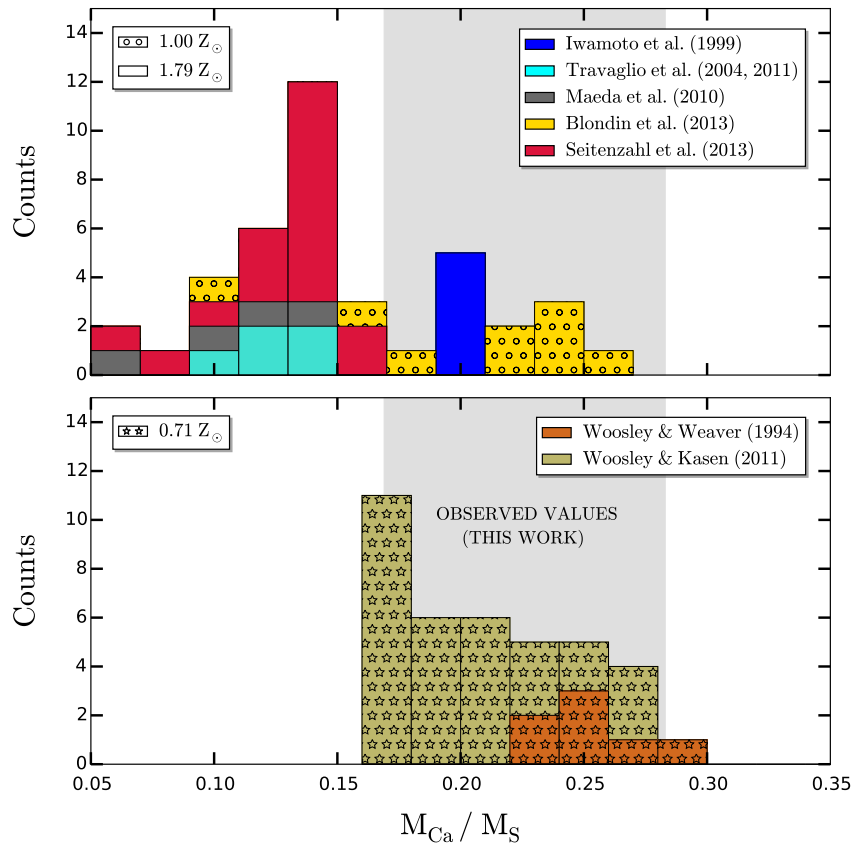 14
12
10
8
6
4
2
0
Counts
1.00 Z☉
1.79 Z☉
Iwamoto et al. (1999)
Travaglio et al. (2004, 2011)
Maeda et al. (2010)
Blondin et al. (2013)
Seitenzahl et al. (2013)
14
12
10
8
6
4
2
0
Counts
0.71 Z☉
Woosley & Weaver (1994)
Woosley & Kasen (2011)
OBSERVED VALUES
(THIS WORK)
0.05 0.10 0.15 0.20 0.25 0.30 0.35
M_Ca / M_S